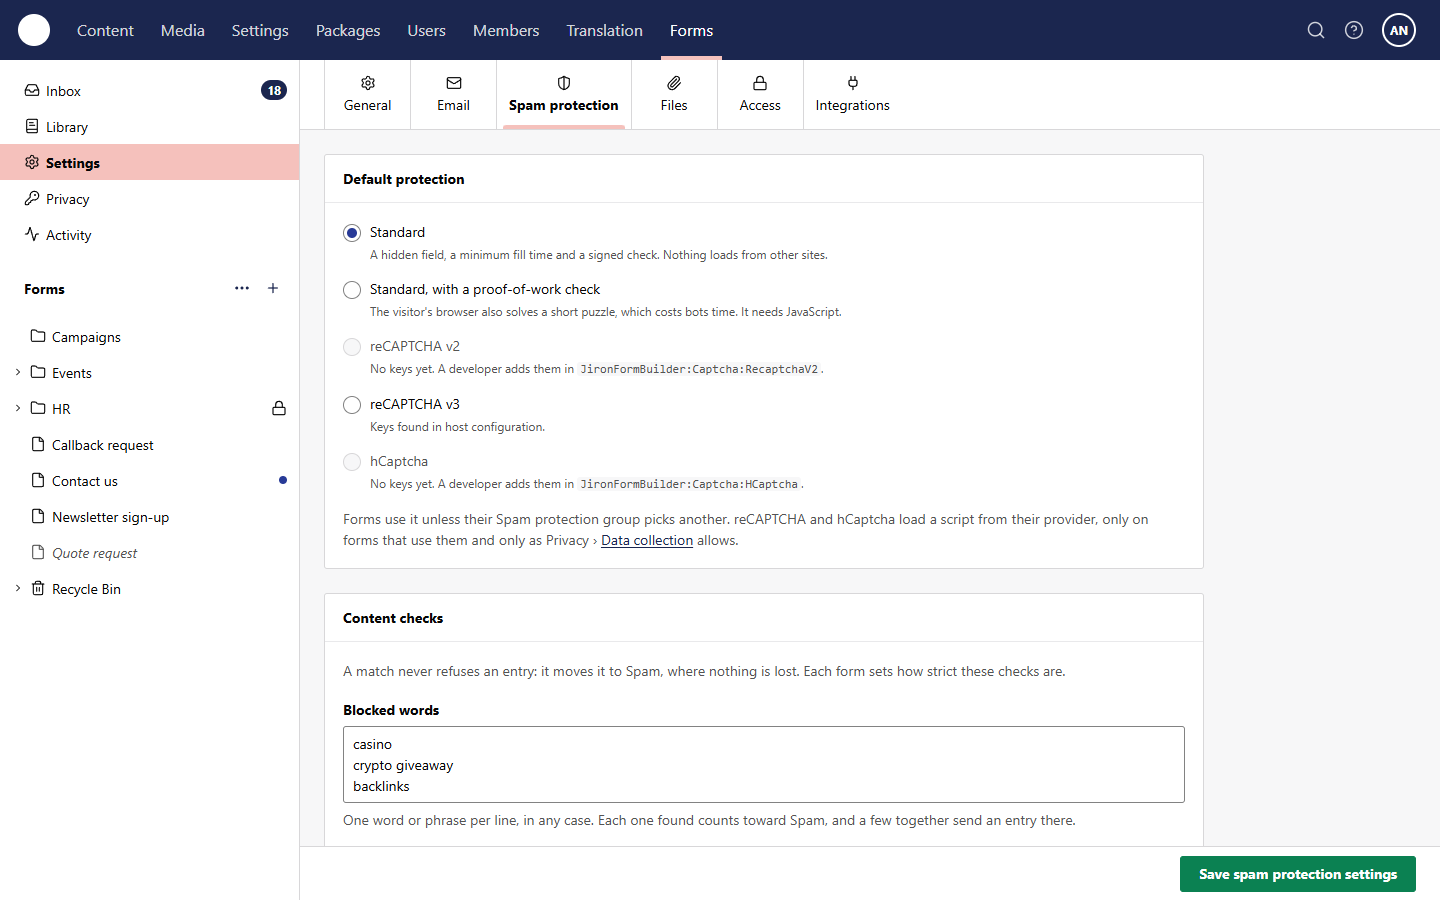 Content
Media
Settings
Packages
Users
Members
Translation
Forms
AN
Inbox
18
Library
Settings
Privacy
Activity
Forms
Campaigns
Events
HR
Callback request
Contact us
Newsletter sign-up
Quote request
Recycle Bin
General
Email
Spam protection
Files
Access
Integrations
Default protection
Standard
A hidden field, a minimum fill time and a signed check. Nothing loads from other sites.
Standard, with a proof-of-work check
The visitor's browser also solves a short puzzle, which costs bots time. It needs JavaScript.
reCAPTCHA v2
No keys yet. A developer adds them in JironFormBuilder:Captcha:RecaptchaV2.
reCAPTCHA v3
Keys found in host configuration.
hCaptcha
No keys yet. A developer adds them in JironFormBuilder:Captcha:HCaptcha.
Forms use it unless their Spam protection group picks another. reCAPTCHA and hCaptcha load a script from their provider, only on
forms that use them and only as Privacy › Data collection allows.
Content checks
A match never refuses an entry: it moves it to Spam, where nothing is lost. Each form sets how strict these checks are.
Blocked words
casino
crypto giveaway
backlinks
One word or phrase per line, in any case. Each one found counts toward Spam, and a few together send an entry there.
Save spam protection settings